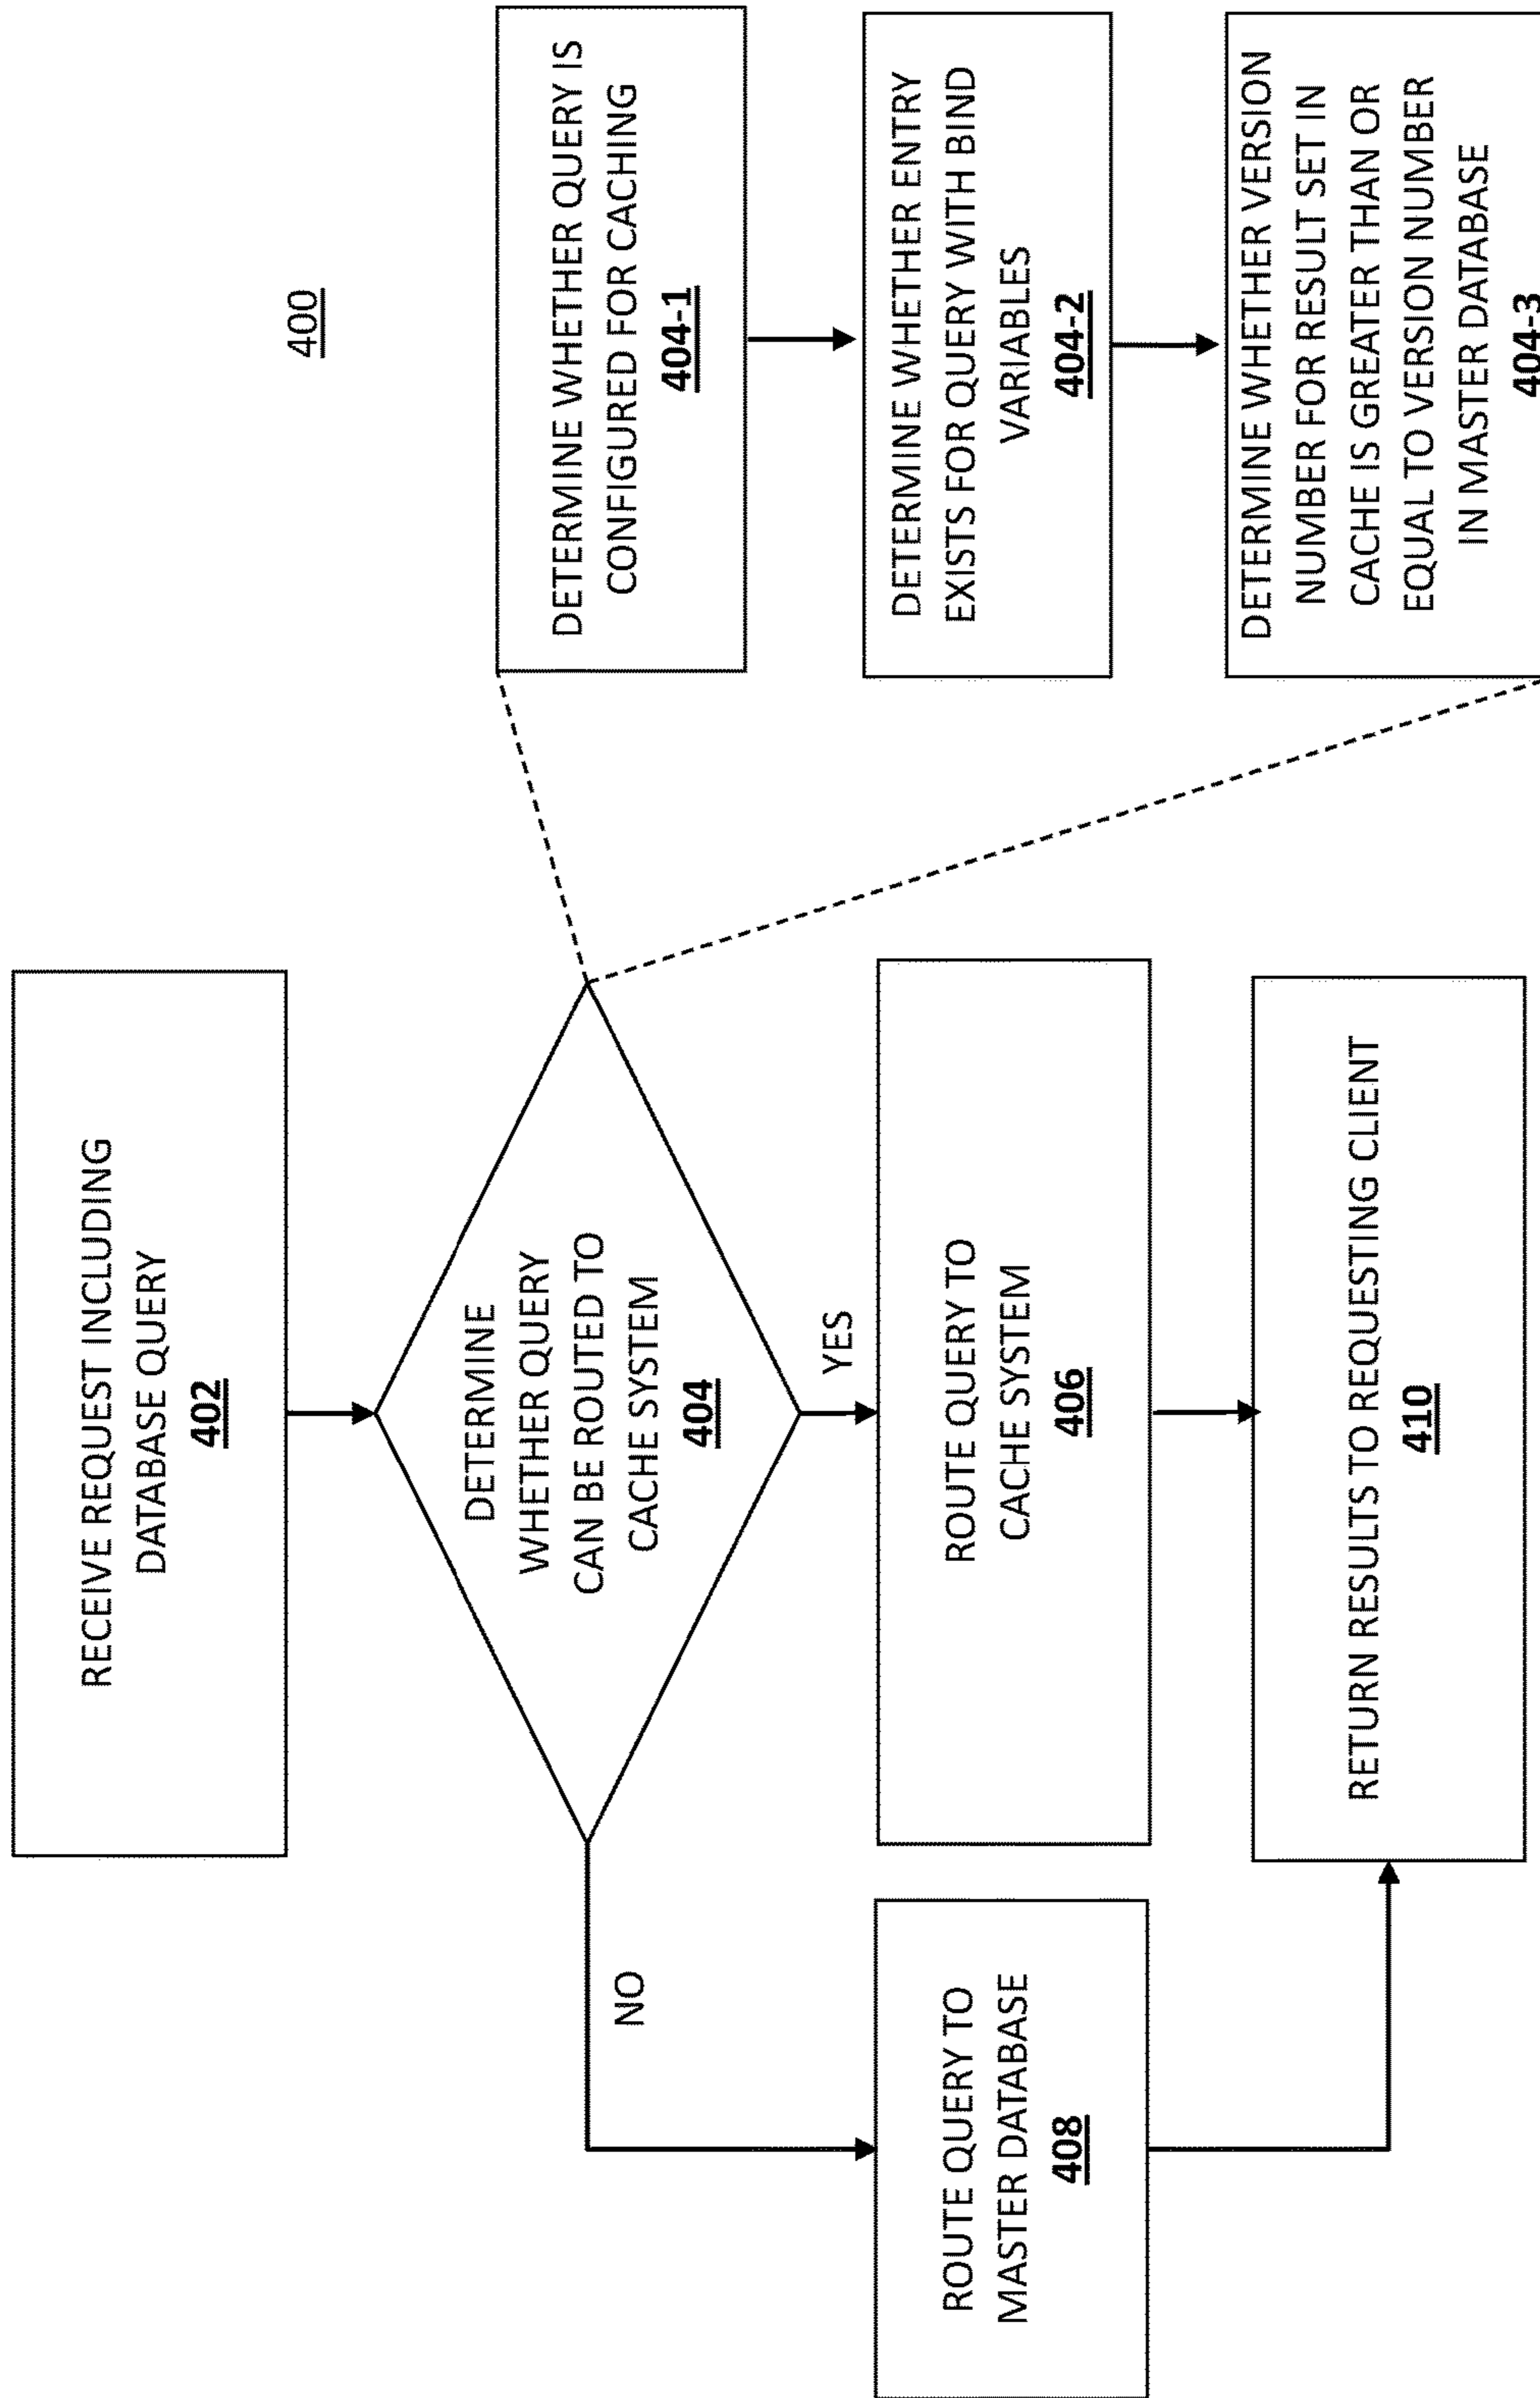 400
RECEIVE REQUEST INCLUDING
DATABASE QUERY
402
DETERMINE
WHETHER QUERY
CAN BE ROUTED TO
CACHE SYSTEM
404
NO
YES
ROUTE QUERY TO
MASTER DATABASE
408
ROUTE QUERY TO
CACHE SYSTEM
406
RETURN RESULTS TO REQUESTING CLIENT
410
DETERMINE WHETHER QUERY IS
CONFIGURED FOR CACHING
404-1
DETERMINE WHETHER ENTRY
EXISTS FOR QUERY WITH BIND
VARIABLES
404-2
DETERMINE WHETHER VERSION
NUMBER FOR RESULT SET IN
CACHE IS GREATER THAN OR
EQUAL TO VERSION NUMBER
IN MASTER DATABASE
404-3